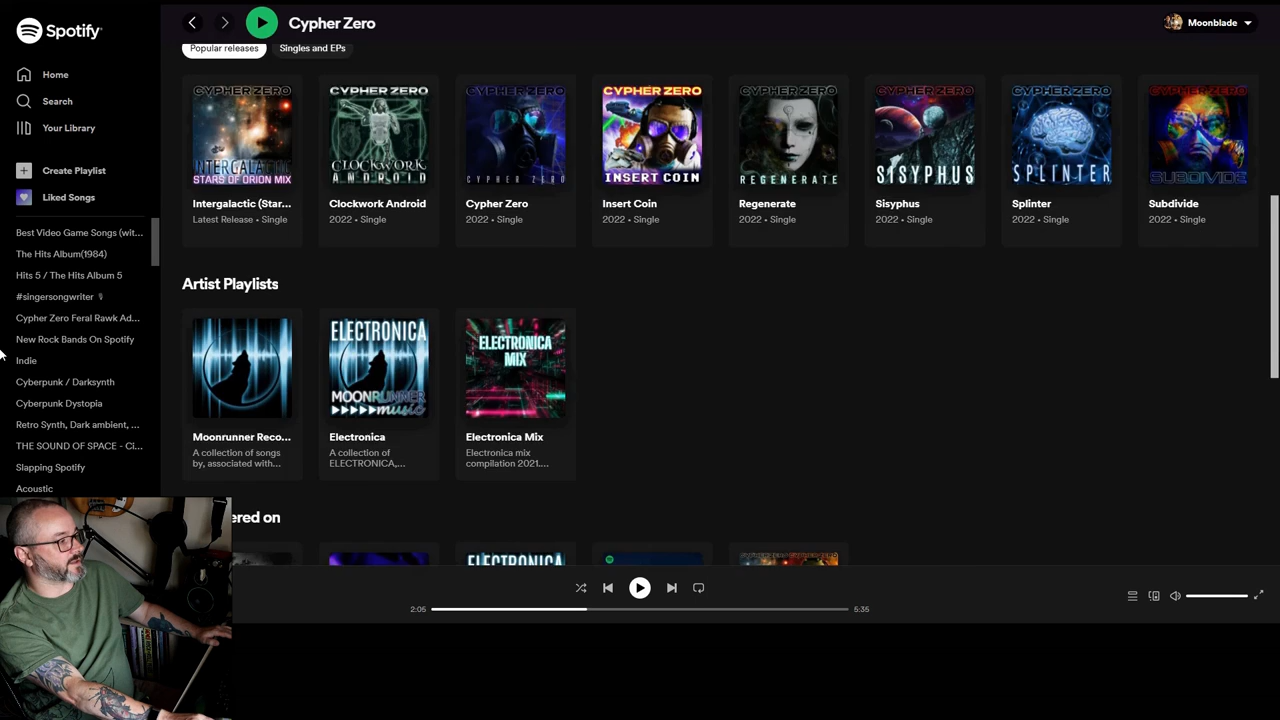 Spotify
Cypher Zero
Moonblade
Home
Search
Your Library
Create Playlist
Liked Songs
Best Video Game Songs (wit...
The Hits Album(1984)
Hits 5 / The Hits Album 5
#singersongwriter
Cypher Zero Feral Rawk Ad...
New Rock Bands On Spotify
Indie
Cyberpunk / Darksynth
Cyberpunk Dystopia
Retro Synth, Dark ambient, ...
THE SOUND OF SPACE - Ci...
Slapping Spotify
Acoustic
Popular releases
Singles and EPs
CYPHER ZERO
INTERGALACTIC
STARS OF ORION MIX
Intergalactic (Star...
Latest Release • Single
CYPHER ZERO
CLOCKWORK
ANDROID
Clockwork Android
2022 • Single
CYPHER ZERO
CYPHER ZERO
Cypher Zero
2022 • Single
CYPHER ZERO
INSERT COIN
Insert Coin
2022 • Single
CYPHER ZERO
REGENERATE
Regenerate
2022 • Single
CYPHER ZERO
SISYPHUS
Sisyphus
2022 • Single
CYPHER ZERO
SPLINTER
Splinter
2022 • Single
CYPHER ZERO
SUBDIVIDE
Subdivide
2022 • Single
Artist Playlists
Moonrunner Reco...
A collection of songs
by, associated with...
ELECTRONICA
MOONRUNNER
music
Electronica
A collection of
ELECTRONICA,...
ELECTRONICA
MIX
Electronica Mix
Electronica mix
compilation 2021....
ered on
ELECTRONICA
2:05
5:35